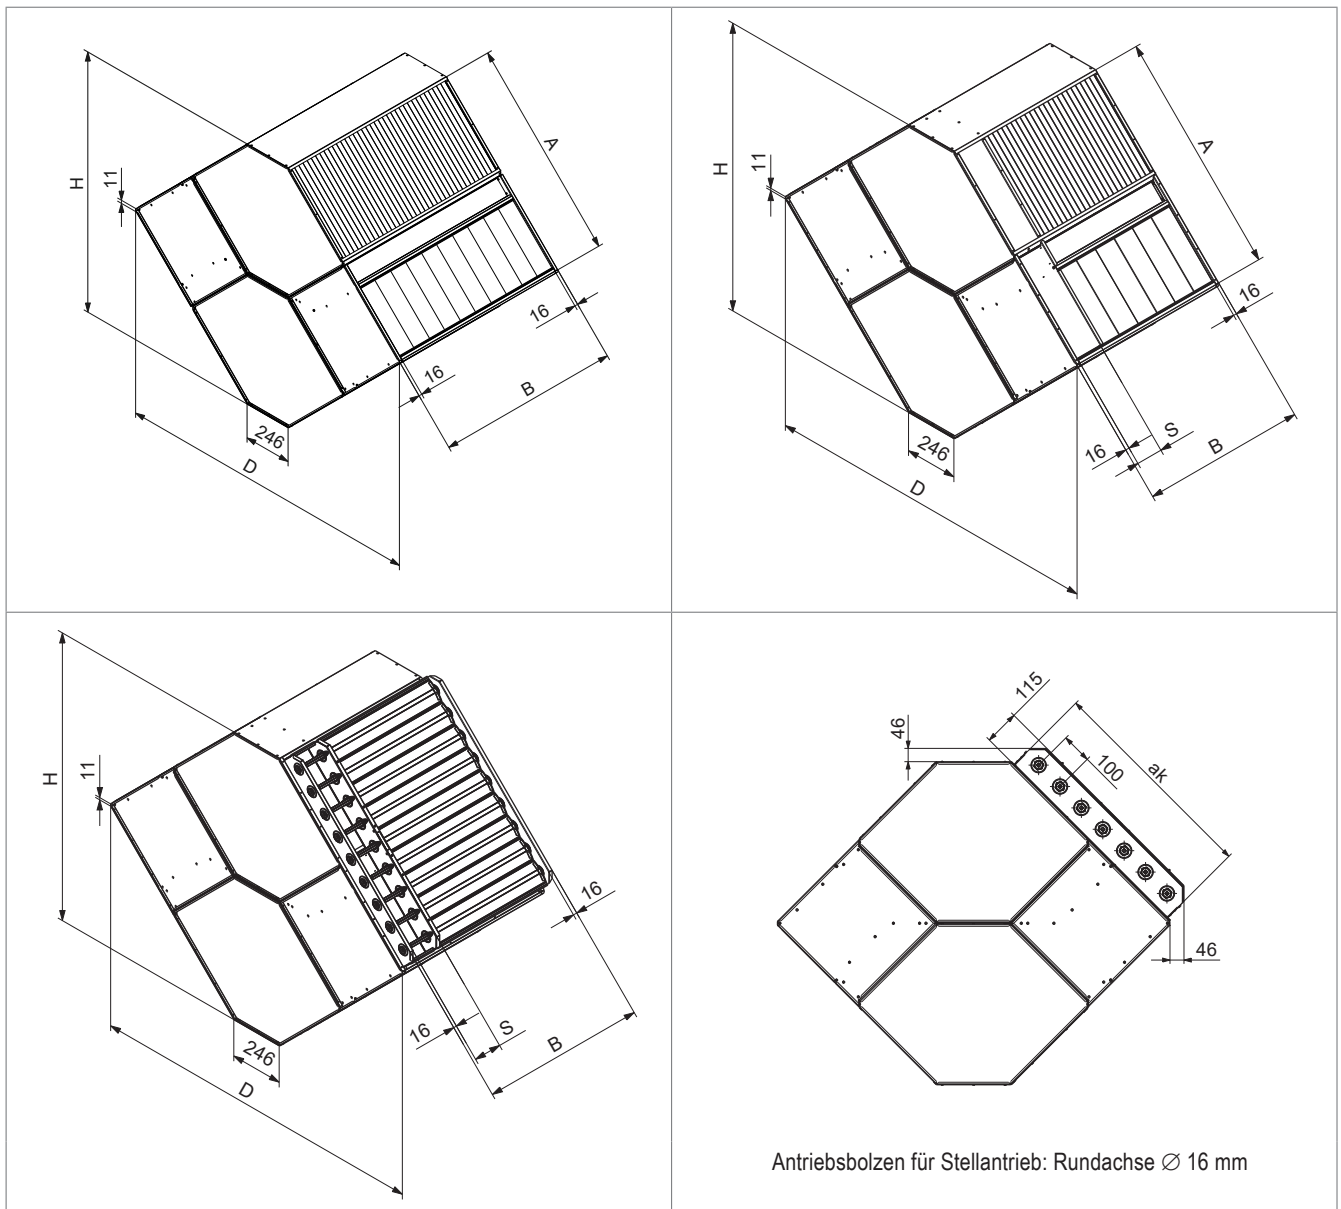 H
11
A
16
B
16
246
D
H
11
A
16
B
S
16
246
D
H
11
16
B
S
16
246
D
115
46
100
ak
46
Antriebsbolzen für Stellantrieb: Rundachse ∅ 16 mm